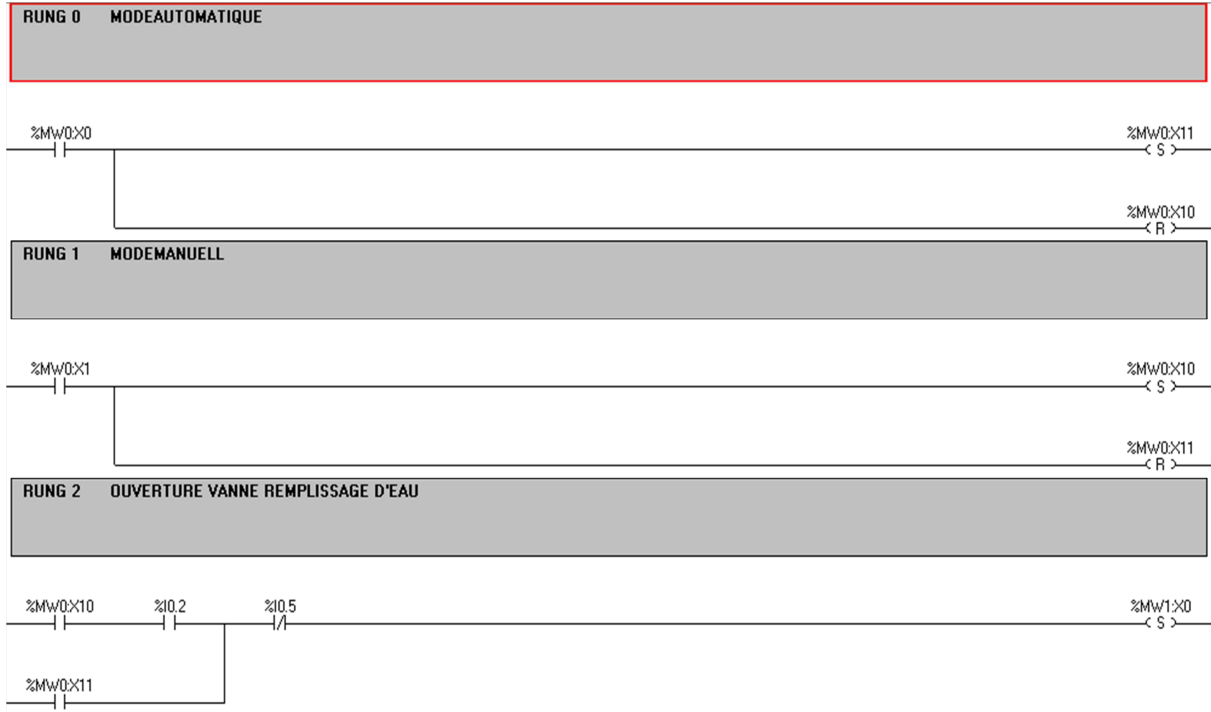 RUNG 0 MODEAUTOMATIQUE
%MW0:X0 %MW0:X11
S
%MW0:X10
R
RUNG 1 MODEMANUELL
%MW0:X1 %MW0:X10
S
%MW0:X11
R
RUNG 2 OUVERTURE VANNE REMPLISSAGE D'EAU
%MW0:X10 %I0.2 %I0.5 %MW1:X0
S
%MW0:X11